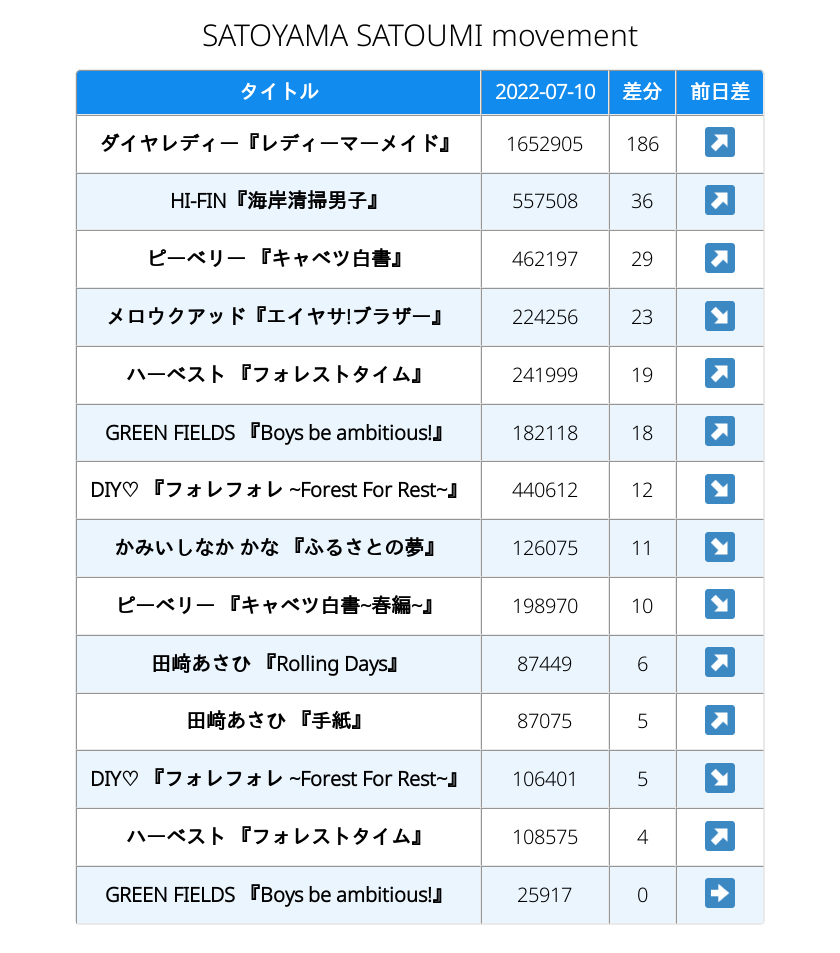 SATOYAMA SATOUMI movement
タイトル 2022-07-10 差分 前日差
ダイヤレディー『レディーマーメイド』 1652905 186 ↗
HI-FIN『海岸清掃男子』 557508 36 ↗
ピーベリー 『キャベツ白書』 462197 29 ↗
メロウクアッド『エイヤサ!ブラザー』 224256 23 ↘
ハーベスト 『フォレストタイム』 241999 19 ↗
GREEN FIELDS 『Boys be ambitious!』 182118 18 ↗
DIY♡ 『フォレフォレ ~Forest For Rest~』 440612 12 ↘
かみいしなか かな 『ふるさとの夢』 126075 11 ↘
ピーベリー 『キャベツ白書~春編~』 198970 10 ↘
田﨑あさひ 『Rolling Days』 87449 6 ↗
田﨑あさひ 『手紙』 87075 5 ↗
DIY♡ 『フォレフォレ ~Forest For Rest~』 106401 5 ↘
ハーベスト 『フォレストタイム』 108575 4 ↗
GREEN FIELDS 『Boys be ambitious!』 25917 0 →